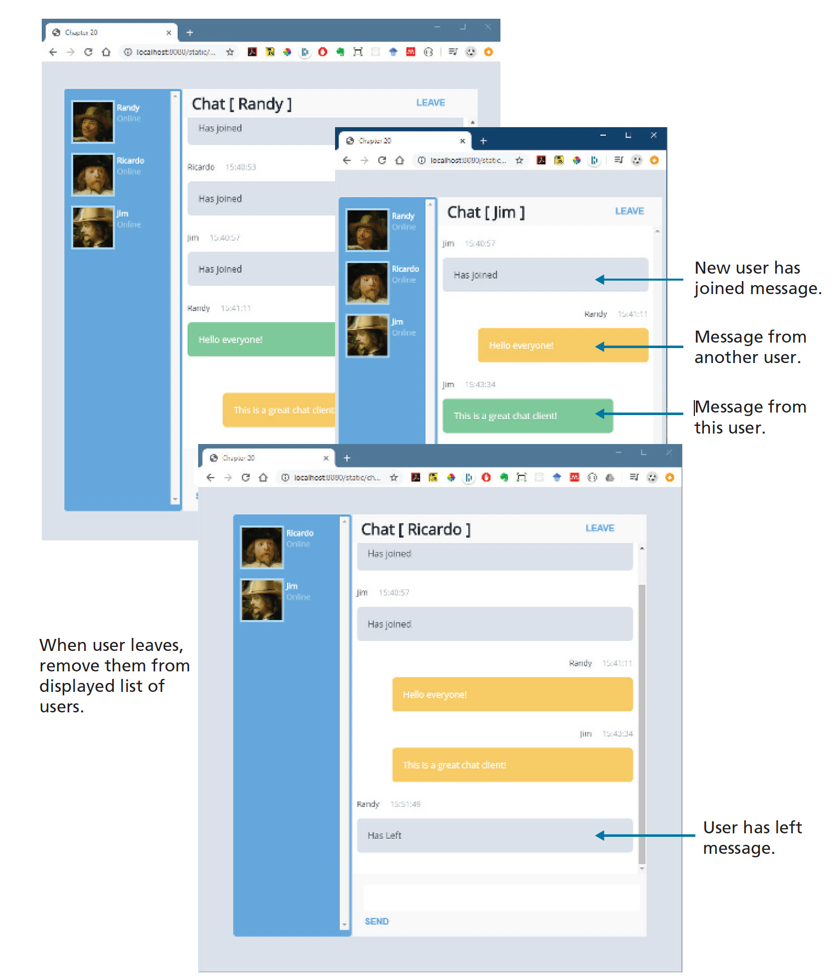 Chapter 20
localhost:8080/static/...
Randy
Online
Ricardo
Online
Jim
Online
Chat [ Randy ]
LEAVE
Has joined
Ricardo 15:40:53
Has joined
Jim 15:40:57
Has joined
Randy 15:41:11
Hello everyone!
This is a great chat client
Chapter 20
localhost:8080/static...
Randy
Online
Ricardo
Online
Jim
Online
Chat [ Jim ]
LEAVE
Jim 15:40:57
Has joined
Randy 15:41:11
Hello everyone!
Jim 15:43:34
This is a great chat client!
New user has
joined message.
Message from
another user.
Message from
this user.
Chapter 20
localhost:8080/static/ch...
Ricardo
Online
Jim
Online
Chat [ Ricardo ]
LEAVE
Has joined
Jim 15:40:57
Has joined
Randy 15:41:11
Hello everyone!
Jim 15:43:34
This is a great chat client!
Randy 15:51:49
Has Left
SEND
When user leaves,
remove them from
displayed list of
users.
User has left
message.